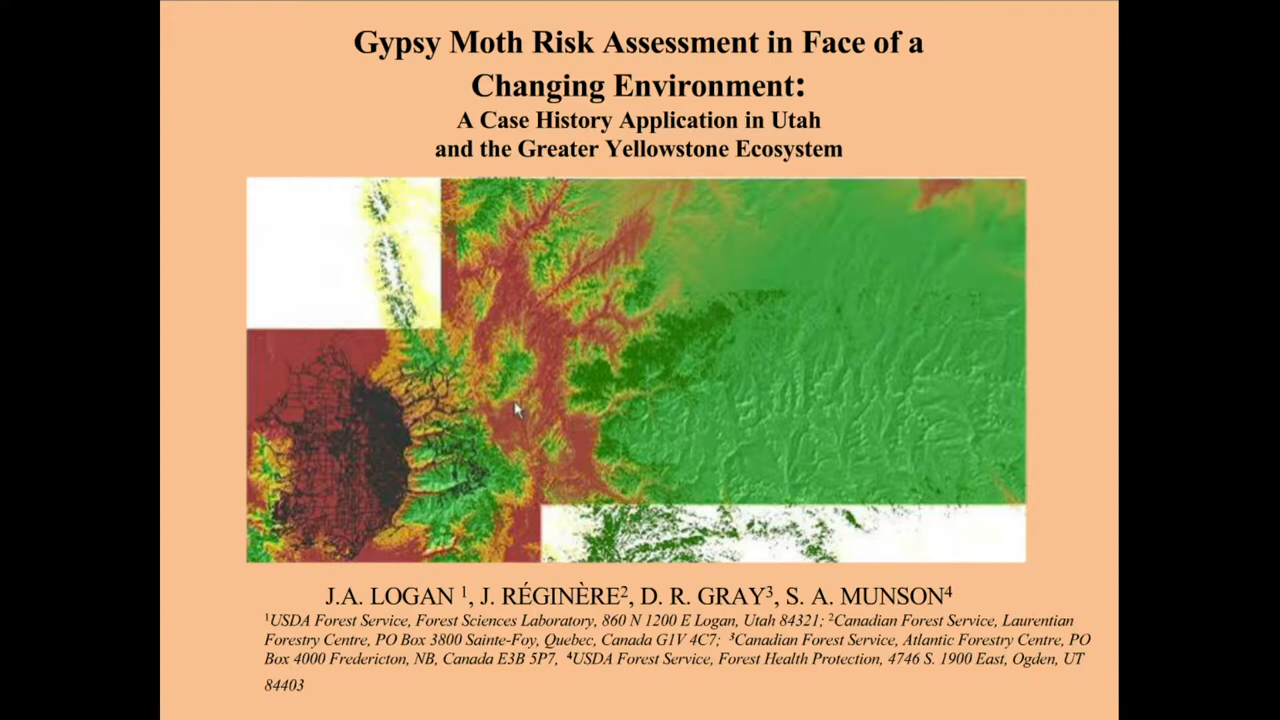 Gypsy Moth Risk Assessment in Face of a
Changing Environment:
A Case History Application in Utah
and the Greater Yellowstone Ecosystem
J.A. LOGAN ¹, J. RÉGINÈRE², D. R. GRAY³, S. A. MUNSON⁴
¹USDA Forest Service, Forest Sciences Laboratory, 860 N 1200 E Logan, Utah 84321; ²Canadian Forest Service, Laurentian
Forestry Centre, PO Box 3800 Sainte-Foy, Quebec, Canada G1V 4C7; ³Canadian Forest Service, Atlantic Forestry Centre, PO
Box 4000 Fredericton, NB, Canada E3B 5P7, ⁴USDA Forest Service, Forest Health Protection, 4746 S. 1900 East, Ogden, UT
84403